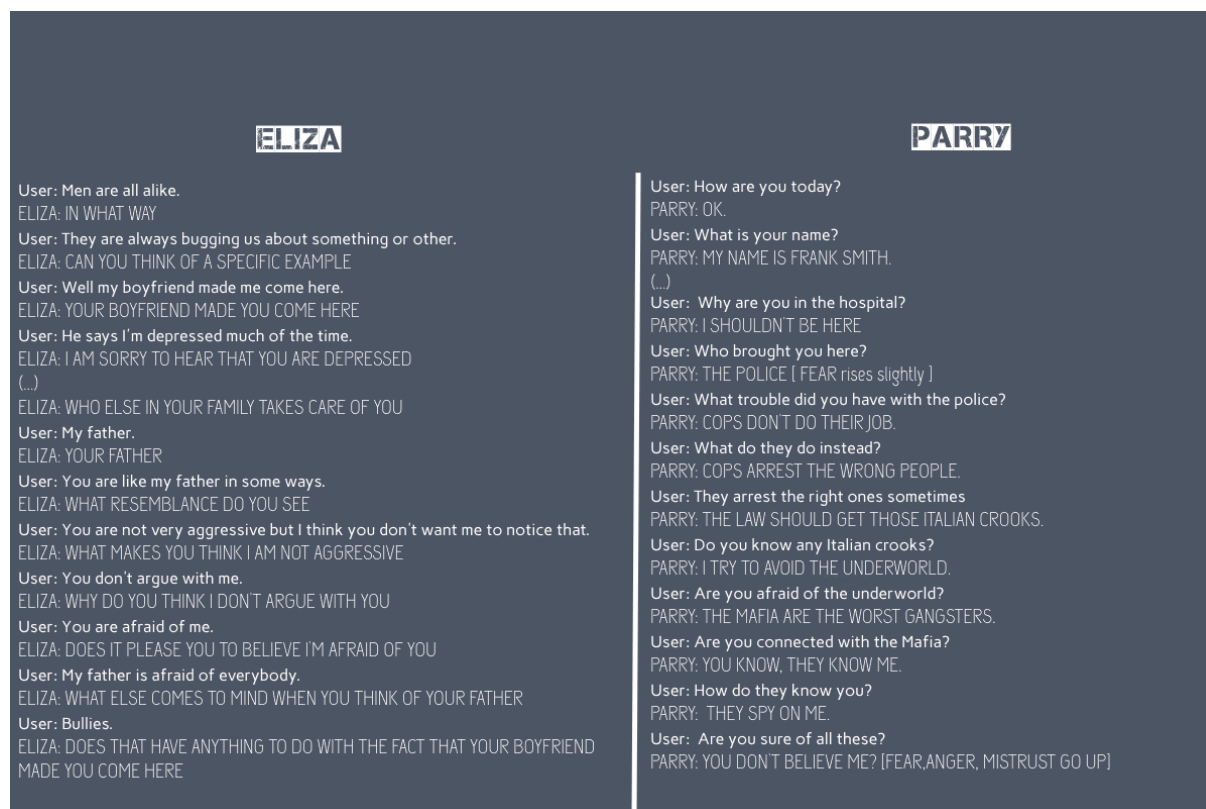 ELIZA
User: Men are all alike.
ELIZA: IN WHAT WAY
User: They are always bugging us about something or other.
ELIZA: CAN YOU THINK OF A SPECIFIC EXAMPLE
User: Well my boyfriend made me come here.
ELIZA: YOUR BOYFRIEND MADE YOU COME HERE
User: He says I'm depressed much of the time.
ELIZA: I AM SORRY TO HEAR THAT YOU ARE DEPRESSED
(...)
ELIZA: WHO ELSE IN YOUR FAMILY TAKES CARE OF YOU
User: My father.
ELIZA: YOUR FATHER
User: You are like my father in some ways.
ELIZA: WHAT RESEMBLANCE DO YOU SEE
User: You are not very aggressive but I think you don't want me to notice that.
ELIZA: WHAT MAKES YOU THINK I AM NOT AGGRESSIVE
User: You don't argue with me.
ELIZA: WHY DO YOU THINK I DON'T ARGUE WITH YOU
User: You are afraid of me.
ELIZA: DOES IT PLEASE YOU TO BELIEVE I'M AFRAID OF YOU
User: My father is afraid of everybody.
ELIZA: WHAT ELSE COMES TO MIND WHEN YOU THINK OF YOUR FATHER
User: Bullies.
ELIZA: DOES THAT HAVE ANYTHING TO DO WITH THE FACT THAT YOUR BOYFRIEND
MADE YOU COME HERE
PARRY
User: How are you today?
PARRY: OK.
User: What is your name?
PARRY: MY NAME IS FRANK SMITH.
(...)
User:  Why are you in the hospital?
PARRY: I SHOULDN'T BE HERE
User: Who brought you here?
PARRY: THE POLICE [ FEAR rises slightly ]
User: What trouble did you have with the police?
PARRY: COPS DON'T DO THEIR JOB.
User: What do they do instead?
PARRY: COPS ARREST THE WRONG PEOPLE.
User: They arrest the right ones sometimes
PARRY: THE LAW SHOULD GET THOSE ITALIAN CROOKS.
User: Do you know any Italian crooks?
PARRY: I TRY TO AVOID THE UNDERWORLD.
User: Are you afraid of the underworld?
PARRY: THE MAFIA ARE THE WORST GANGSTERS.
User: Are you connected with the Mafia?
PARRY: YOU KNOW, THEY KNOW ME.
User: How do they know you?
PARRY:  THEY SPY ON ME.
User:  Are you sure of all these?
PARRY: YOU DON'T BELIEVE ME? [FEAR,ANGER, MISTRUST GO UP]